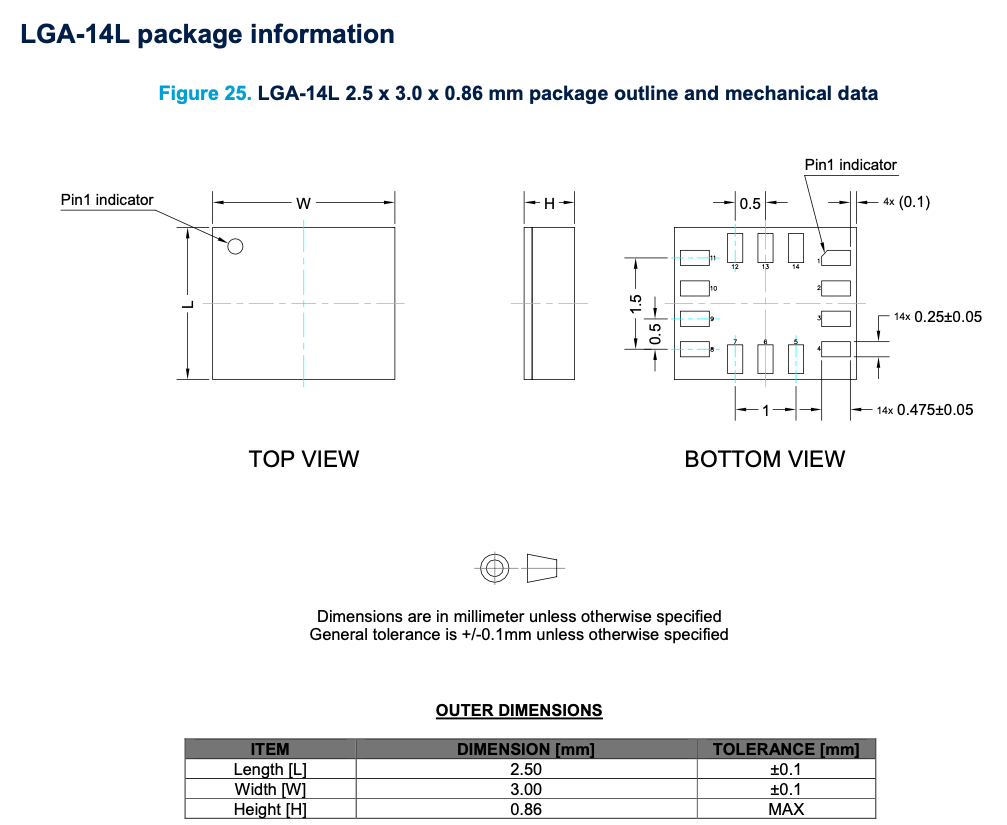 LGA-14L package information
Figure 25. LGA-14L 2.5 x 3.0 x 0.86 mm package outline and mechanical data
Pin1 indicator
Pin1 indicator
W
H
0.5
4x (0.1)
L
11
12
13
14
1
10
2
1.5
9
3
14x 0.25±0.05
0.5
8
7
6
5
4
1
14x 0.475±0.05
TOP VIEW
BOTTOM VIEW
Dimensions are in millimeter unless otherwise specified
General tolerance is +/-0.1mm unless otherwise specified
OUTER DIMENSIONS
ITEM DIMENSION [mm] TOLERANCE [mm]
Length [L] 2.50 ±0.1
Width [W] 3.00 ±0.1
Height [H] 0.86 MAX